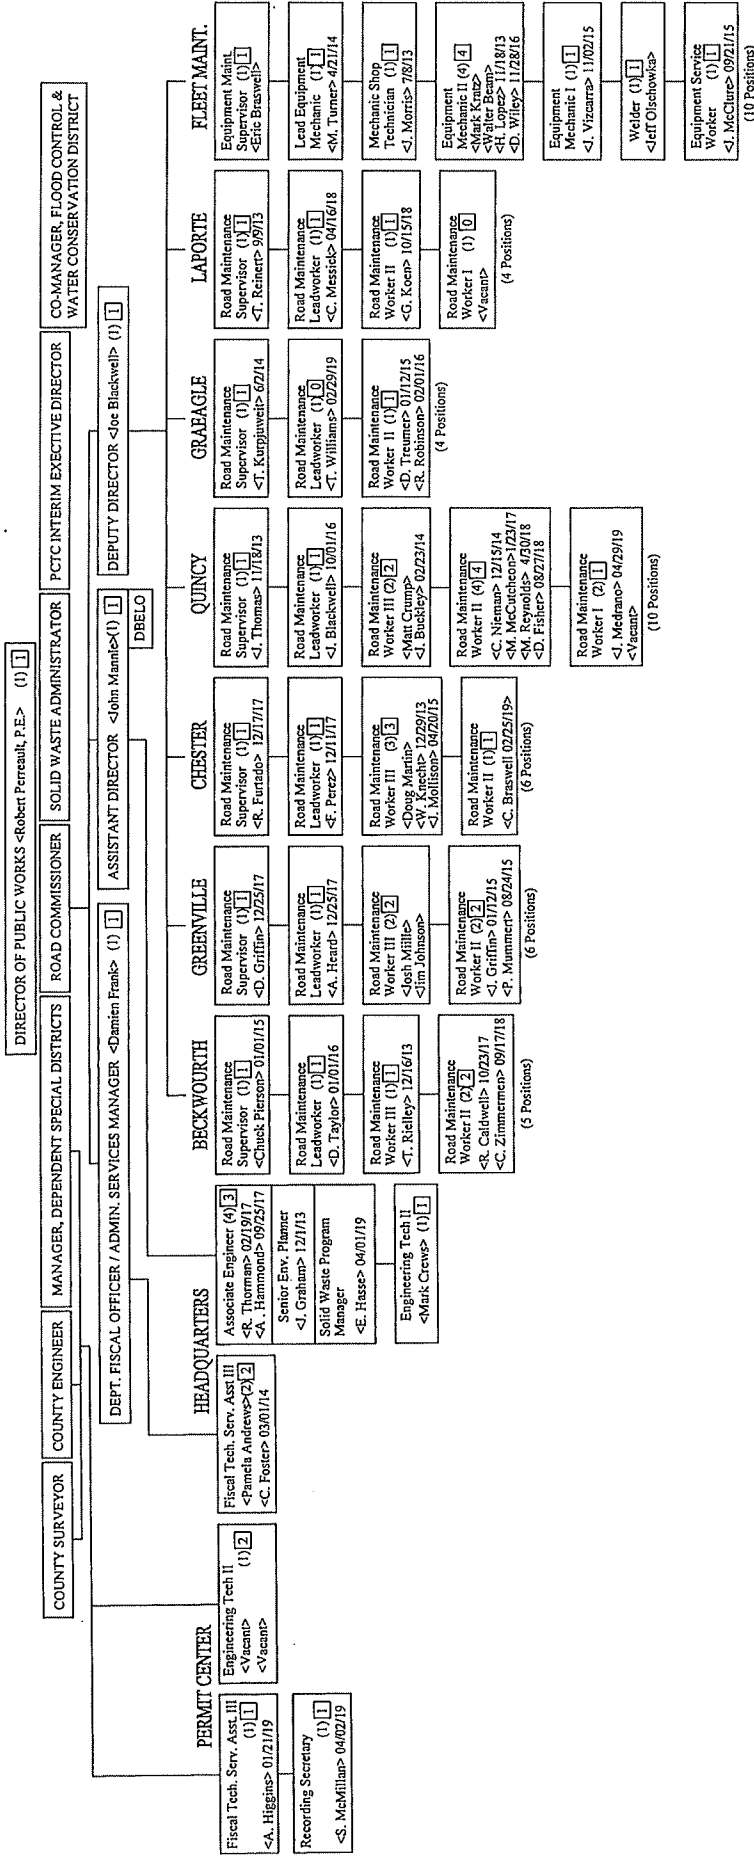 DIRECTOR OF PUBLIC WORKS <Robert Perreault, P.E.> (1) 1
COUNTY SURVEYOR
COUNTY ENGINEER
MANAGER, DEPENDENT SPECIAL DISTRICTS
ROAD COMMISSIONER
SOLID WASTE ADMINISTRATOR
PCTC INTERIM EXECTIVE DIRECTOR
CO-MANAGER, FLOOD CONTROL &
WATER CONSERVATION DISTRICT
DEPT. FISCAL OFFICER / ADMIN. SERVICES MANAGER <Damien Frank> (1) 1
ASSISTANT DIRECTOR <John Mannle>(1) 1
DBELO
DEPUTY DIRECTOR <Joe Blackwell> (1) 1
PERMIT CENTER
Fiscal Tech. Serv. Asst. III
(1) 1
<A. Higgins> 01/21/19
Recording Secretary
(1) 1
<S. McMillan> 04/02/19
Engineering Tech II
(1) 2
<Vacant>
<Vacant>
HEADQUARTERS
Fiscal Tech. Serv. Asst III
<Pamela Andrews>(2) 2
<C. Foster> 03/01/14
Associate Engineer (4) 3
<R. Thorman> 02/19/17
<A. Hammond> 09/25/17
Senior Env. Planner
<J. Graham> 12/1/13
Solid Waste Program
Manager
<E. Hasse> 04/01/19
Engineering Tech II
<Mark Crews> (1) 1
BECKWOURTH
Road Maintenance
Supervisor (1) 1
<Chuck Pierson> 01/01/15
Road Maintenance
Leadworker (1) 1
<D. Taylor> 01/01/16
Road Maintenance
Worker III (1) 1
<T. Rielley> 12/16/13
Road Maintenance
Worker II (2) 2
<R. Caldwell> 10/23/17
<C. Zimmermen> 09/17/18
(5 Positions)
GREENVILLE
Road Maintenance
Supervisor (1) 1
<D. Griffin> 12/25/17
Road Maintenance
Leadworker (1) 1
<A. Heard> 12/25/17
Road Maintenance
Worker III (2) 2
<Josh Miille>
<Jim Johnson>
Road Maintenance
Worker II (2) 2
<J. Griffin> 01/12/15
<P. Mummert> 08/24/15
(6 Positions)
CHESTER
Road Maintenance
Supervisor (1) 1
<R. Furtado> 12/17/17
Road Maintenance
Leadworker (1) 1
<F. Perez> 12/11/17
Road Maintenance
Worker III (3) 3
<Doug Martin>
<W. Knecht> 12/29/13
<J. Mollison> 04/20/15
Road Maintenance
Worker II (1) 1
<C. Braswell 02/25/19>
(6 Positions)
QUINCY
Road Maintenance
Supervisor (1) 1
<J. Thomas> 11/18/13
Road Maintenance
Leadworker (1) 1
<J. Blackwell> 10/01/16
Road Maintenance
Worker III (2) 2
<Matt Crump>
<J. Buckley> 02/23/14
Road Maintenance
Worker II (4) 4
<C. Nieman> 12/15/14
<M. McCutcheon>1/23/17
<M. Reynolds> 4/30/18
<D. Fisher> 08/27/18
Road Maintenance
Worker I (2) 1
<J. Medrano> 04/29/19
<Vacant>
(10 Positions)
GRAEAGLE
Road Maintenance
Supervisor (1) 1
<T. Kurpjuweit> 6/2/14
Road Maintenance
Leadworker (1) 0
<T. Williams> 02/29/19
Road Maintenance
Worker II (1) 1
<D. Treumer> 01/12/15
<R. Robinson> 02/01/16
(4 Positions)
LAPORTE
Road Maintenance
Supervisor (1) 1
<T. Reinert> 9/9/13
Road Maintenance
Leadworker (1) 1
<C. Messick> 04/16/18
Road Maintenance
Worker II (1) 1
<G. Koen> 10/15/18
Road Maintenance
Worker I (1) 0
<Vacant>
(4 Positions)
FLEET MAINT.
Equipment Maint.
Supervisor (1) 1
<Eric Braswell>
Lead Equipment
Mechanic (1) 1
<M. Turner> 4/21/14
Mechanic Shop
Technician (1) 1
<J. Morris> 7/8/13
Equipment
Mechanic II (4) 4
<Mark Kratz>
<Walter Beam>
<H. Lopez> 11/18/13
<D. Wiley> 11/28/16
Equipment
Mechanic I (1) 1
<J. Vizcarra> 11/02/15
Welder (1) 1
<Jeff Olschowka>
Equipment Service
Worker (1) 1
<J. McClure> 09/21/15
(10 Positions)